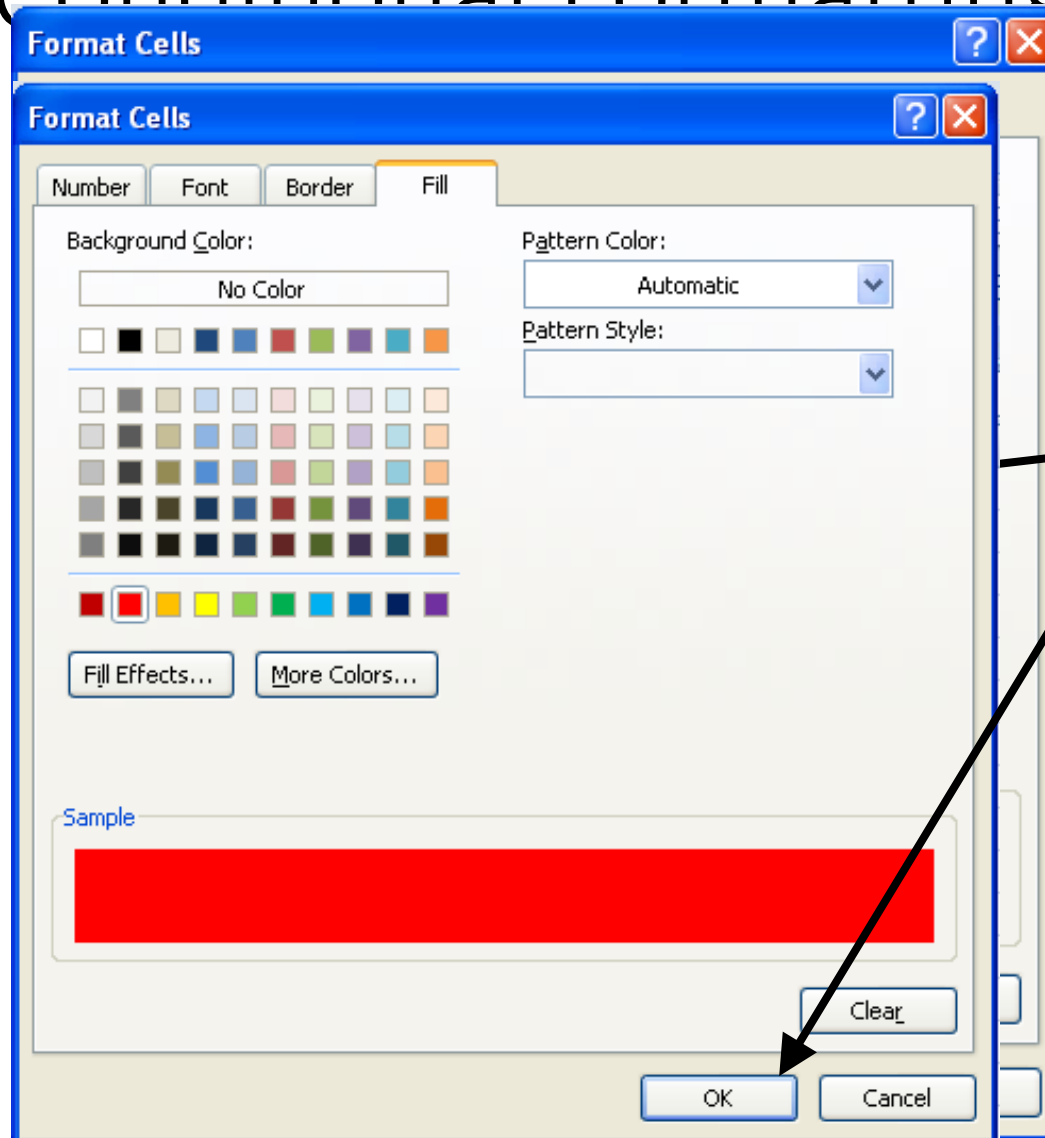 Format Cells
Format Cells
Number Font Border Fill
Background Color:
No Color
Pattern Color:
Automatic
Pattern Style:
Fill Effects... More Colors...
Sample
Clear
OK Cancel